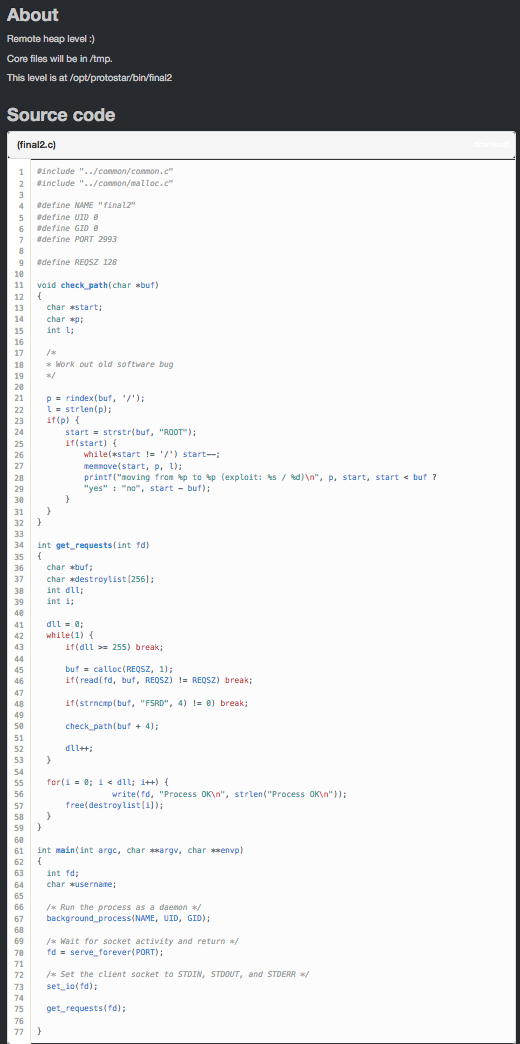 About
Remote heap level :)
Core files will be in /tmp.
This level is at /opt/protostar/bin/final2
Source code
(final2.c)
1 #include "../common/common.c"
2 #include "../common/malloc.c"
3
4 #define NAME "final2"
5 #define UID 0
6 #define GID 0
7 #define PORT 2993
8
9 #define REQSZ 128
10
11 void check_path(char *buf)
12 {
13 char *start;
14 char *p;
15 int l;
16
17 /*
18 * Work out old software bug
19 */
20
21 p = rindex(buf, '/');
22 l = strlen(p);
23 if(p) {
24 start = strstr(buf, "ROOT");
25 if(start) {
26 while(*start != '/') start--;
27 memmove(start, p, l);
28 printf("moving from %p to %p (exploit: %s / %d)\n", p, start, start < buf ?
29 "yes" : "no", start - buf);
30 }
31 }
32 }
33
34 int get_requests(int fd)
35 {
36 char *buf;
37 char *destroylist[256];
38 int dll;
39 int i;
40
41 dll = 0;
42 while(1) {
43 if(dll >= 255) break;
44
45 buf = calloc(REQSZ, 1);
46 if(read(fd, buf, REQSZ) != REQSZ) break;
47
48 if(strncmp(buf, "FSRD", 4) != 0) break;
49
50 check_path(buf + 4);
51
52 dll++;
53 }
54
55 for(i = 0; i < dll; i++) {
56 write(fd, "Process OK\n", strlen("Process OK\n"));
57 free(destroylist[i]);
58 }
59 }
60
61 int main(int argc, char **argv, char **envp)
62 {
63 int fd;
64 char *username;
65
66 /* Run the process as a daemon */
67 background_process(NAME, UID, GID);
68
69 /* Wait for socket activity and return */
70 fd = serve_forever(PORT);
71
72 /* Set the client socket to STDIN, STDOUT, and STDERR */
73 set_io(fd);
74
75 get_requests(fd);
76
77 }